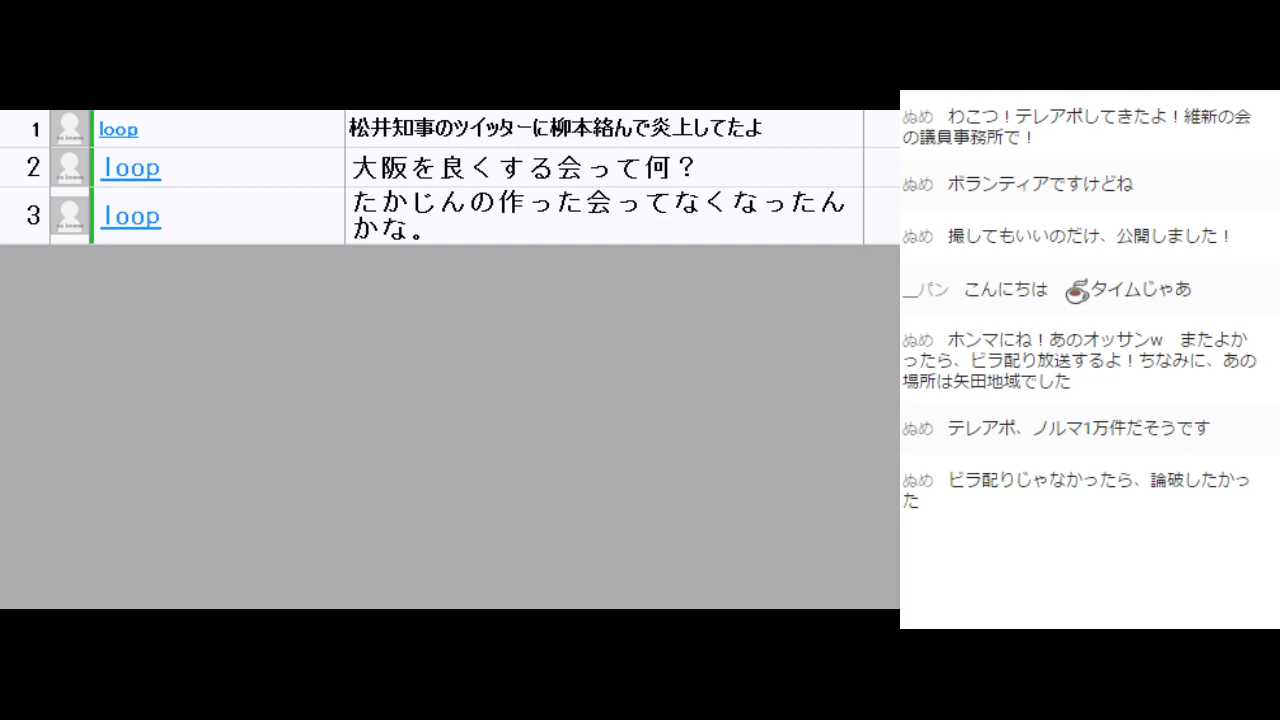 1 loop 松井知事のツイッターに柳本絡んで炎上してたよ
2 loop 大阪を良くする会って何？
3 loop たかじんの作った会ってなくなったん
かな。
ぬめ わこつ！テレアポしてきたよ！維新の会
の議員事務所で！
ぬめ ボランティアですけどね
ぬめ 撮してもいいのだけ、公開しました！
__パン こんにちは タイムじゃあ
ぬめ ホンマにね！あのオッサンw　またよか
ったら、ビラ配り放送するよ！ちなみに、あの
場所は矢田地域でした
ぬめ テレアポ、ノルマ1万件だそうです
ぬめ ビラ配りじゃなかったら、論破したかっ
た